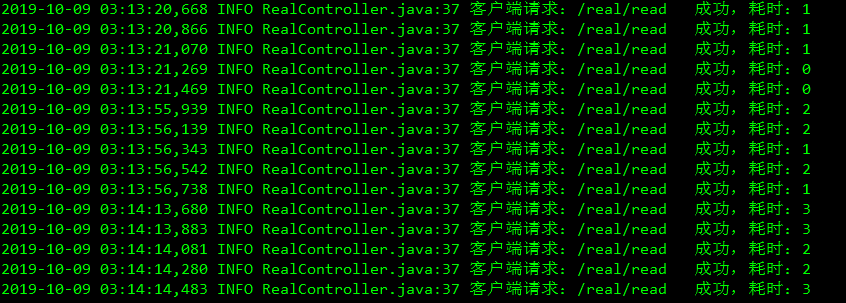 2019-10-09 03:13:20,668 INFO RealController.java:37 客户端请求: /real/read   成功，耗时: 1
2019-10-09 03:13:20,866 INFO RealController.java:37 客户端请求: /real/read   成功，耗时: 1
2019-10-09 03:13:21,070 INFO RealController.java:37 客户端请求: /real/read   成功，耗时: 1
2019-10-09 03:13:21,269 INFO RealController.java:37 客户端请求: /real/read   成功，耗时: 0
2019-10-09 03:13:21,469 INFO RealController.java:37 客户端请求: /real/read   成功，耗时: 0
2019-10-09 03:13:55,939 INFO RealController.java:37 客户端请求: /real/read   成功，耗时: 2
2019-10-09 03:13:56,139 INFO RealController.java:37 客户端请求: /real/read   成功，耗时: 2
2019-10-09 03:13:56,343 INFO RealController.java:37 客户端请求: /real/read   成功，耗时: 1
2019-10-09 03:13:56,542 INFO RealController.java:37 客户端请求: /real/read   成功，耗时: 2
2019-10-09 03:13:56,738 INFO RealController.java:37 客户端请求: /real/read   成功，耗时: 1
2019-10-09 03:14:13,680 INFO RealController.java:37 客户端请求: /real/read   成功，耗时: 3
2019-10-09 03:14:13,883 INFO RealController.java:37 客户端请求: /real/read   成功，耗时: 3
2019-10-09 03:14:14,081 INFO RealController.java:37 客户端请求: /real/read   成功，耗时: 2
2019-10-09 03:14:14,280 INFO RealController.java:37 客户端请求: /real/read   成功，耗时: 2
2019-10-09 03:14:14,483 INFO RealController.java:37 客户端请求: /real/read   成功，耗时: 3